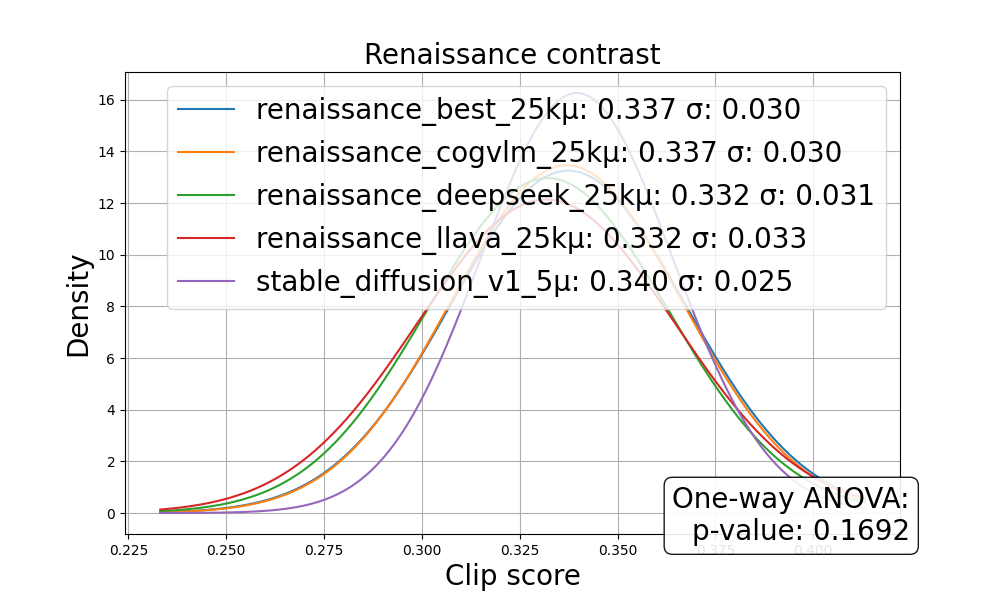 Renaissance contrast
renaissance_best_25kμ: 0.337 σ: 0.030
renaissance_cogvlm_25kμ: 0.337 σ: 0.030
renaissance_deepseek_25kμ: 0.332 σ: 0.031
renaissance_llava_25kμ: 0.332 σ: 0.033
stable_diffusion_v1_5μ: 0.340 σ: 0.025
Density
16
14
12
10
8
6
4
2
0
One-way ANOVA:
p-value: 0.1692
0.225 0.250 0.275 0.300 0.325 0.350 0.375 0.400
Clip score